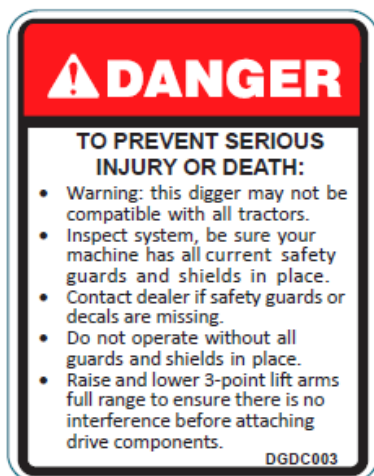 DANGER
TO PREVENT SERIOUS
INJURY OR DEATH:
• Warning: this digger may not be
compatible with all tractors.
• Inspect system, be sure your
machine has all current safety
guards and shields in place.
• Contact dealer if safety guards or
decals are missing.
• Do not operate without all
guards and shields in place.
• Raise and lower 3-point lift arms
full range to ensure there is no
interference before attaching
drive components.
DGDC003